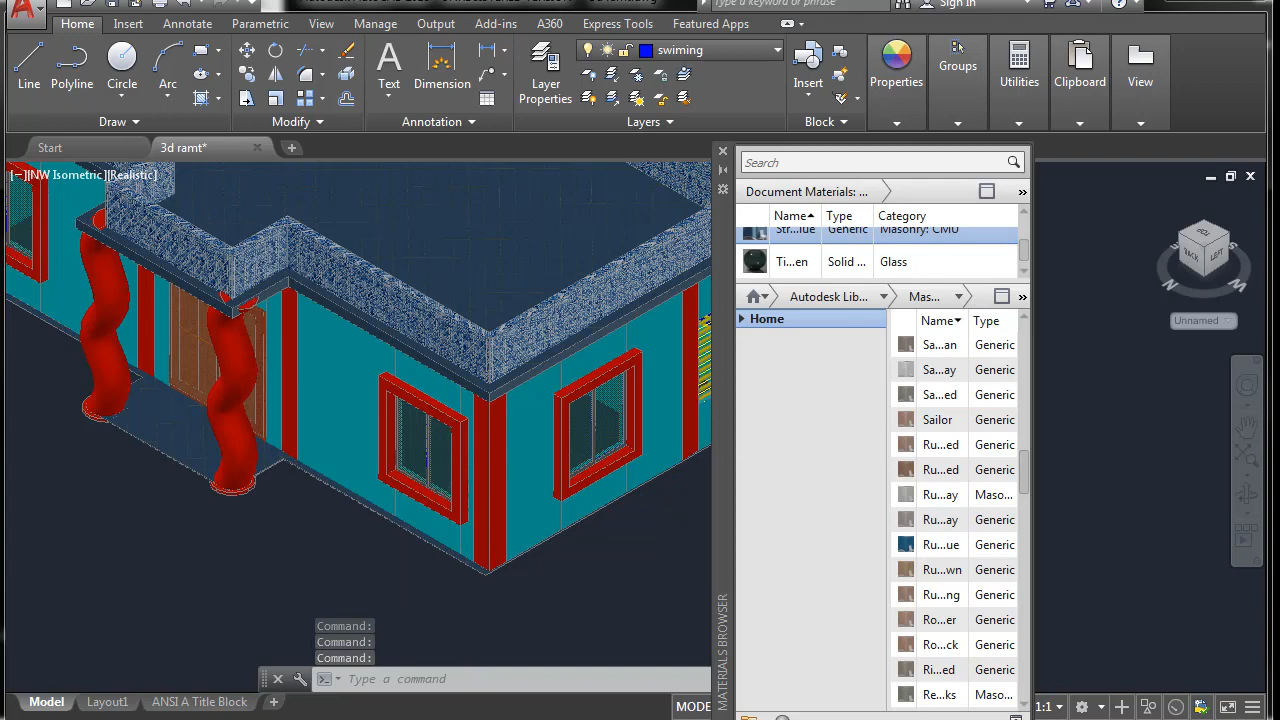 Type a keyword or phrase
Sign In
Home
Insert
Annotate
Parametric
View
Manage
Output
Add-ins
A360
Express Tools
Featured Apps
Line
Polyline
Circle
Arc
Text
Dimension
Layer
Properties
swiming
Insert
Properties
Groups
Utilities
Clipboard
View
Draw
Modify
Annotation
Layers
Block
Start
3d ramt*
[−]|NW Isometric|[Realistic]
Search
Document Materials: ...
Name
Type
Category
Str...lue
Generic
Masonry: CMU
Ti...en
Solid ...
Glass
Autodesk Lib...
Mas...
Home
Name
Type
Sa...an
Generic
Sa...ay
Generic
Sa...ed
Generic
Sailor
Generic
Ru...ed
Generic
Ru...ed
Generic
Ru...ay
Maso...
Ru...ay
Generic
Ru...ue
Generic
Ru...wn
Generic
Ru...ng
Generic
Ro...er
Generic
Ro...ck
Generic
Ri...ed
Generic
Re...ks
Maso...
MATERIALS BROWSER
TOP
BACK
LEFT
N
W
Unnamed
Command:
Command:
Command:
Type a command
Model
Layout1
ANSI A Title Block
MODE
1:1